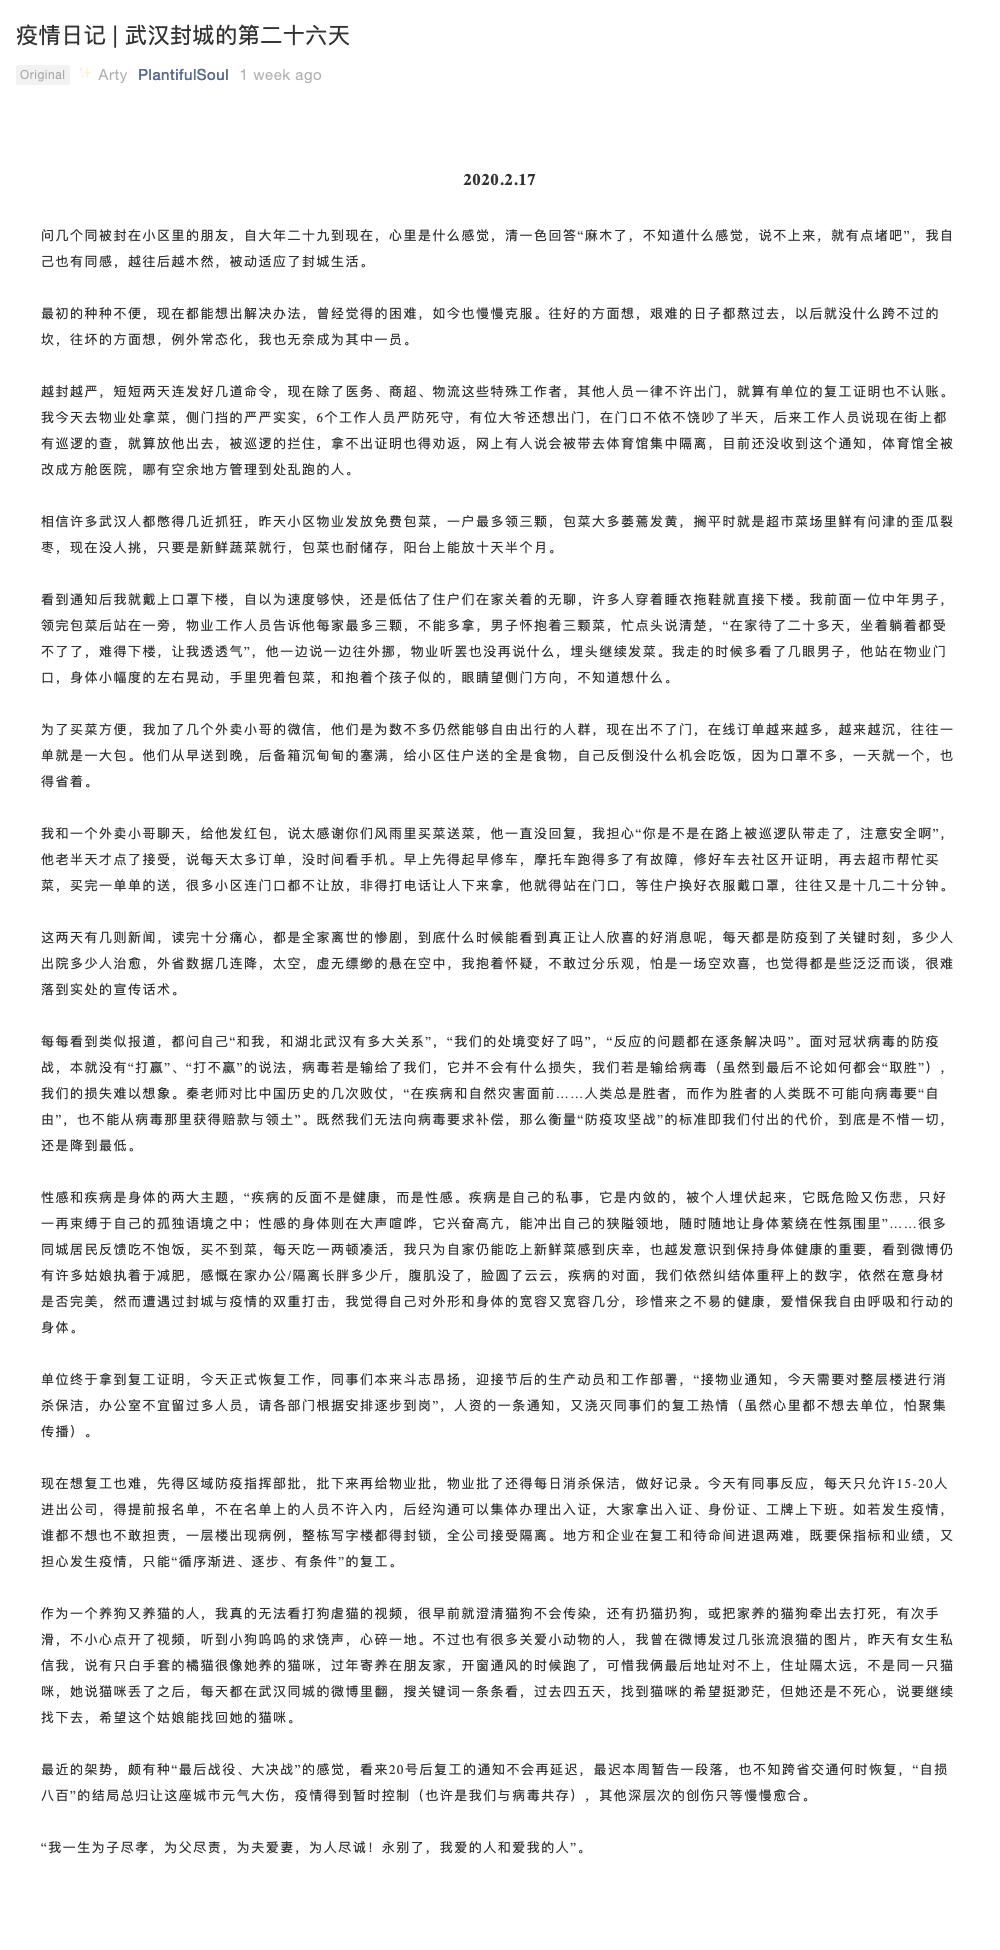 疫情日记 | 武汉封城的第二十六天
Original ✨ Arty PlantifulSoul 1 week ago
2020.2.17
问几个同被封在小区里的朋友，自大年二十九到现在，心里是什么感觉，清一色回答“麻木了，不知道什么感觉，说不上来，就有点堵吧”，我自
己也有同感，越往后越木然，被动适应了封城生活。
最初的种种不便，现在都能想出解决办法，曾经觉得的困难，如今也慢慢克服。往好的方面想，艰难的日子都熬过去，以后就没什么跨不过的
坎，往坏的方面想，例外常态化，我也无奈成为其中一员。
越封越严，短短两天连发好几道命令，现在除了医务、商超、物流这些特殊工作者，其他人员一律不许出门，就算有单位的复工证明也不认账。
我今天去物业处拿菜，侧门挡的严严实实，6个工作人员严防死守，有位大爷还想出门，在门口不依不饶吵了半天，后来工作人员说现在街上都
有巡逻的查，就算放他出去，被巡逻的拦住，拿不出证明也得劝返，网上有人说会被带去体育馆集中隔离，目前还没收到这个通知，体育馆全被
改成方舱医院，哪有空余地方管理到处乱跑的人。
相信许多武汉人都憋得几近抓狂，昨天小区物业发放免费包菜，一户最多领三颗，包菜大多萎蔫发黄，搁平时就是超市菜场里鲜有问津的歪瓜裂
枣，现在没人挑，只要是新鲜蔬菜就行，包菜也耐储存，阳台上能放十天半个月。
看到通知后我就戴上口罩下楼，自以为速度够快，还是低估了住户们在家关着的无聊，许多人穿着睡衣拖鞋就直接下楼。我前面一位中年男子，
领完包菜后站在一旁，物业工作人员告诉他每家最多三颗，不能多拿，男子怀抱着三颗菜，忙点头说清楚，“在家待了二十多天，坐着躺着都受
不了了，难得下楼，让我透透气”，他一边说一边往外挪，物业听罢也没再说什么，埋头继续发菜。我走的时候多看了几眼男子，他站在物业门
口，身体小幅度的左右晃动，手里兜着包菜，和抱着个孩子似的，眼睛望侧门方向，不知道想什么。
为了买菜方便，我加了几个外卖小哥的微信，他们是为数不多仍然能够自由出行的人群，现在出不了门，在线订单越来越多，越来越沉，往往一
单就是一大包。他们从早送到晚，后备箱沉甸甸的塞满，给小区住户送的全是食物，自己反倒没什么机会吃饭，因为口罩不多，一天就一个，也
得省着。
我和一个外卖小哥聊天，给他发红包，说太感谢你们风雨里买菜送菜，他一直没回复，我担心“你是不是在路上被巡逻队带走了，注意安全啊”，
他老半天才点了接受，说每天太多订单，没时间看手机。早上先得起早修车，摩托车跑得多了有故障，修好车去社区开证明，再去超市帮忙买
菜，买完一单单的送，很多小区连门口都不让放，非得打电话让人下来拿，他就得站在门口，等住户换好衣服戴口罩，往往又是十几二十分钟。
这两天有几则新闻，读完十分痛心，都是全家离世的惨剧，到底什么时候能看到真正让人欣喜的好消息呢，每天都是防疫到了关键时刻，多少人
出院多少人治愈，外省数据几连降，太空，虚无缥缈的悬在空中，我抱着怀疑，不敢过分乐观，怕是一场空欢喜，也觉得都是些泛泛而谈，很难
落到实处的宣传话术。
每每看到类似报道，都问自己“和我，和湖北武汉有多大关系”，“我们的处境变好了吗”，“反应的问题都在逐条解决吗”。面对冠状病毒的防疫
战，本就没有“打赢”、“打不赢”的说法，病毒若是输给了我们，它并不会有什么损失，我们若是输给病毒（虽然到最后不论如何都会“取胜”），
我们的损失难以想象。秦老师对比中国历史的几次败仗，“在疾病和自然灾害面前……人类总是胜者，而作为胜者的人类既不可能向病毒要“自
由”，也不能从病毒那里获得赔款与领土”。既然我们无法向病毒要求补偿，那么衡量“防疫攻坚战”的标准即我们付出的代价，到底是不惜一切，
还是降到最低。
性感和疾病是身体的两大主题，“疾病的反面不是健康，而是性感。疾病是自己的私事，它是内敛的，被个人埋伏起来，它既危险又伤悲，只好
一再束缚于自己的孤独语境之中；性感的身体则在大声喧哗，它兴奋高亢，能冲出自己的狭隘领地，随时随地让身体萦绕在性氛围里”……很多
同城居民反馈吃不饱饭，买不到菜，每天吃一两顿凑活，我只为自家仍能吃上新鲜菜感到庆幸，也越发意识到保持身体健康的重要，看到微博仍
有许多姑娘执着于减肥，感慨在家办公/隔离长胖多少斤，腹肌没了，脸圆了云云，疾病的对面，我们依然纠结体重秤上的数字，依然在意身材
是否完美，然而遭遇过封城与疫情的双重打击，我觉得自己对外形和身体的宽容又宽容几分，珍惜来之不易的健康，爱惜保我自由呼吸和行动的
身体。
单位终于拿到复工证明，今天正式恢复工作，同事们本来斗志昂扬，迎接节后的生产动员和工作部署，“接物业通知，今天需要对整层楼进行消
杀保洁，办公室不宜留过多人员，请各部门根据安排逐步到岗”，人资的一条通知，又浇灭同事们的复工热情（虽然心里都不想去单位，怕聚集
传播）。
现在想复工也难，先得区域防疫指挥部批，批下来再给物业批，物业批了还得每日消杀保洁，做好记录。今天有同事反应，每天只允许15-20人
进出公司，得提前报名单，不在名单上的人员不许入内，后经沟通可以集体办理出入证，大家拿出入证、身份证、工牌上下班。如若发生疫情，
谁都不想也不敢担责，一层楼出现病例，整栋写字楼都得封锁，全公司接受隔离。地方和企业在复工和待命间进退两难，既要保指标和业绩，又
担心发生疫情，只能“循序渐进、逐步、有条件”的复工。
作为一个养狗又养猫的人，我真的无法看打狗虐猫的视频，很早前就澄清猫狗不会传染，还有扔猫扔狗，或把家养的猫狗牵出去打死，有次手
滑，不小心点开了视频，听到小狗呜呜的求饶声，心碎一地。不过也有很多关爱小动物的人，我曾在微博发过几张流浪猫的图片，昨天有女生私
信我，说有只白手套的橘猫很像她养的猫咪，过年寄养在朋友家，开窗通风的时候跑了，可惜我俩最后地址对不上，住址隔太远，不是同一只猫
咪，她说猫咪丢了之后，每天都在武汉同城的微博里翻，搜关键词一条条看，过去四五天，找到猫咪的希望挺渺茫，但她还是不死心，说要继续
找下去，希望这个姑娘能找回她的猫咪。
最近的架势，颇有种“最后战役、大决战”的感觉，看来20号后复工的通知不会再延迟，最迟本周暂告一段落，也不知跨省交通何时恢复，“自损
八百”的结局总归让这座城市元气大伤，疫情得到暂时控制（也许是我们与病毒共存），其他深层次的创伤只等慢慢愈合。
“我一生为子尽孝，为父尽责，为夫爱妻，为人尽诚！永别了，我爱的人和爱我的人”。